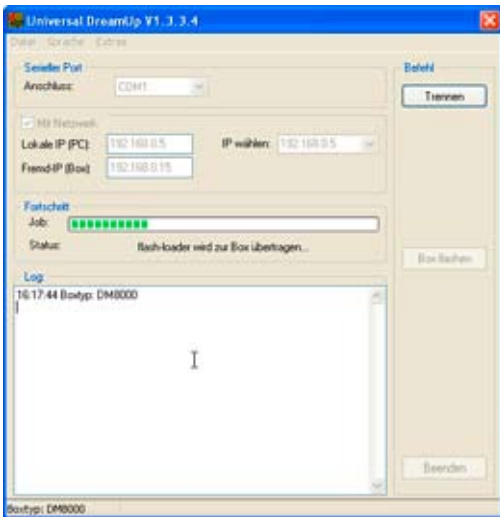 Universal DreamUp V1.3.3.4
Datei Sprache Extras
Serieller Port
Anschluss: COM1
Befehl
Trennen
Mit Netzwerk
Lokale IP (PC): 192.168.0.5 IP wählen: 192.168.0.5
Fremd-IP (Box): 192.168.0.15
Fortschritt
Job:
Status: flash-loader wird zur Box übertragen...
Box flashen
Log:
16:17:44 Boxtyp: DM8000
Beenden
Boxtyp: DM8000